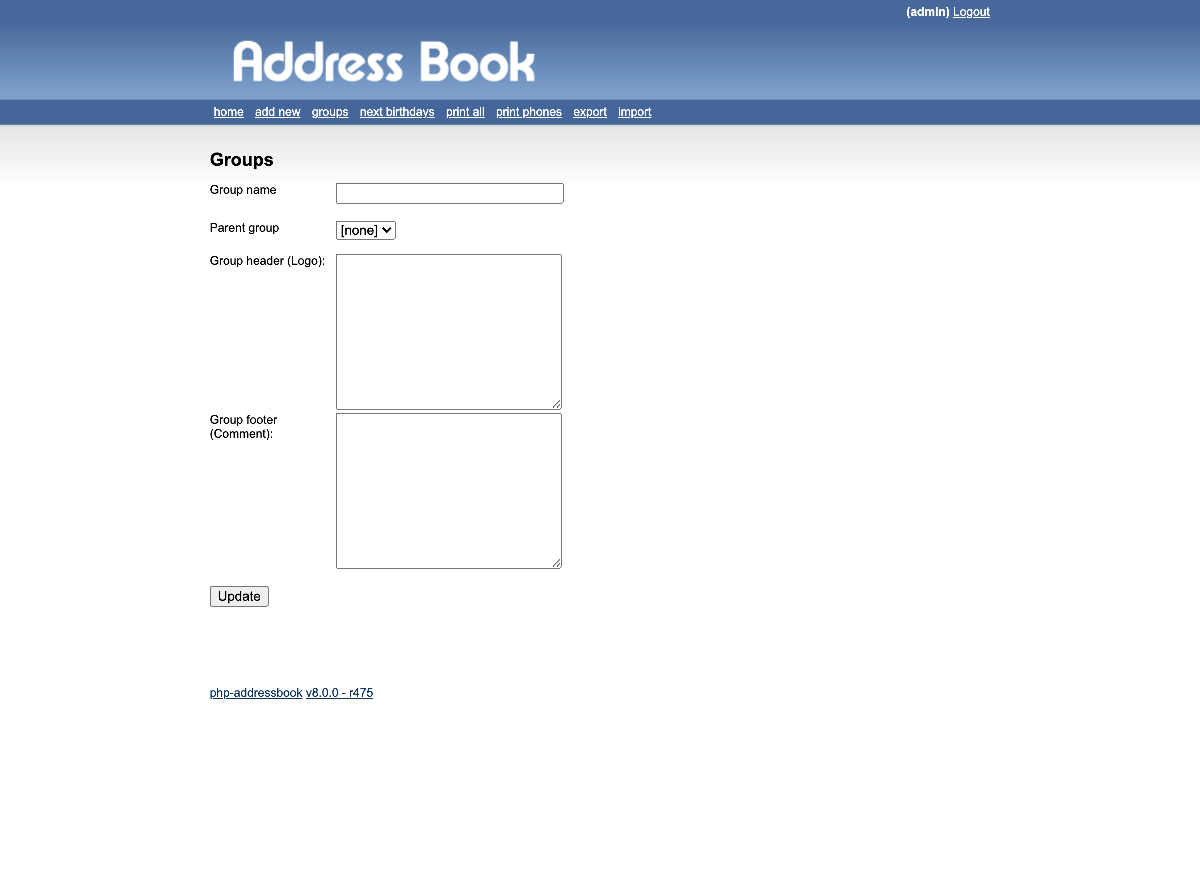 (admin) Logout
Address Book
home add new groups next birthdays print all print phones export import
Groups
Group name
Parent group [none]
Group header (Logo):
Group footer
(Comment):
Update
php-addressbook v8.0.0 - r475